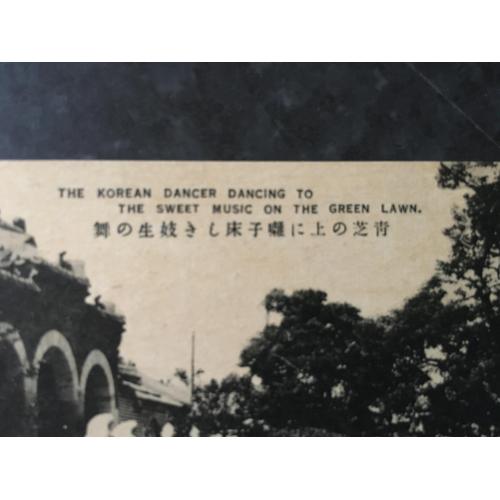 THE KOREAN DANCER DANCING TO
THE SWEET MUSIC ON THE GREEN LAWN.
舞の生妓きし床子囃に上の芝靑